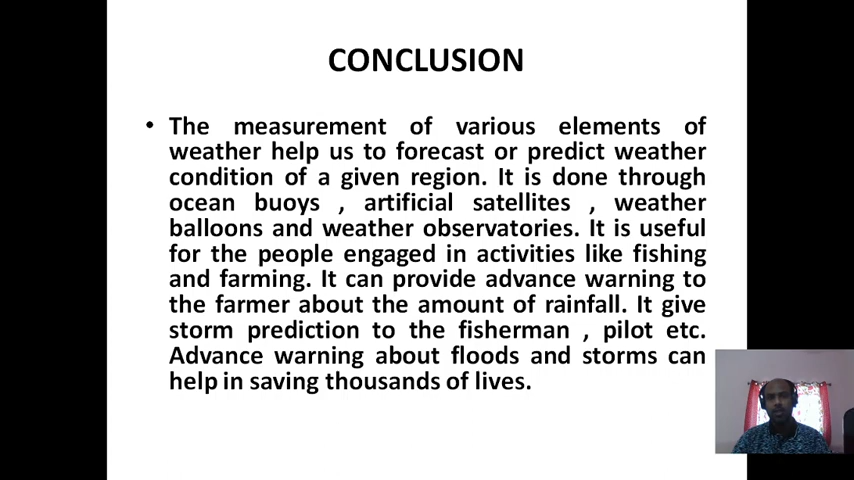 CONCLUSION
• The measurement of various elements of
weather help us to forecast or predict weather
condition of a given region. It is done through
ocean buoys , artificial satellites , weather
balloons and weather observatories. It is useful
for the people engaged in activities like fishing
and farming. It can provide advance warning to
the farmer about the amount of rainfall. It give
storm prediction to the fisherman , pilot etc.
Advance warning about floods and storms can
help in saving thousands of lives.